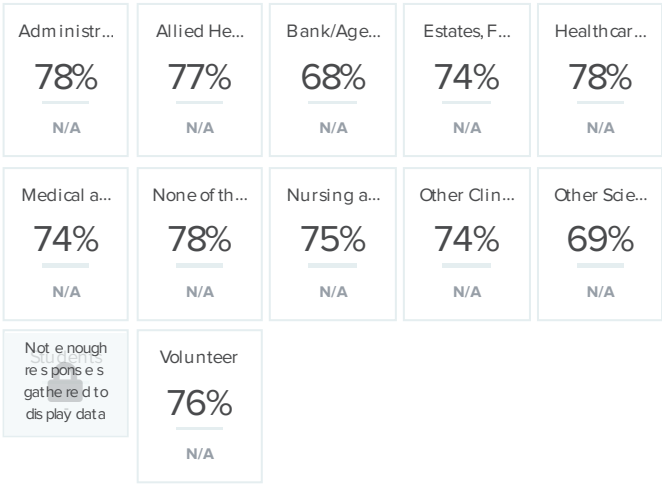 Administr... Allied He... Bank/Age... Estates, F... Healthcar...
78% 77% 68% 74% 78%
N/A N/A N/A N/A N/A
Medical a... None of th... Nursing a... Other Clin... Other Scie...
74% 78% 75% 74% 69%
N/A N/A N/A N/A N/A
Students
Not enough
responses
gathered to
display data
Volunteer
76%
N/A